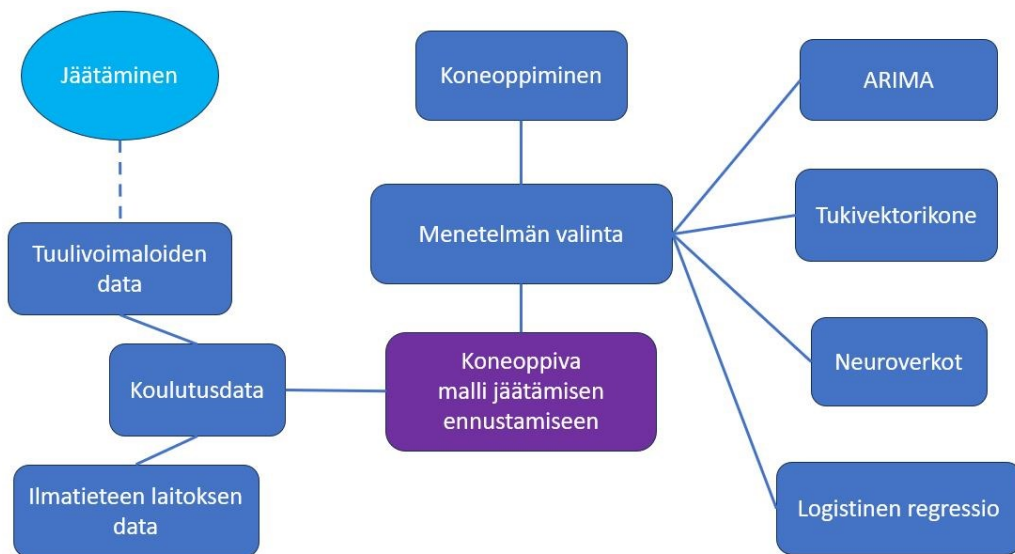 Jäätäminen
Koneoppiminen
ARIMA
Menetelmän valinta
Tukivektorikone
Tuulivoimaloiden
data
Koulutusdata
Koneoppiva
malli jäätämisen
ennustamiseen
Neuroverkot
Ilmatieteen laitoksen
data
Logistinen regressio